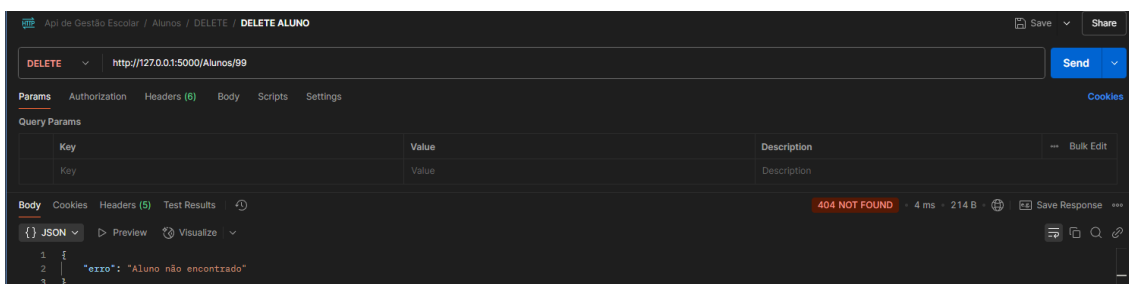 HTTP Api de Gestão Escolar / Alunos / DELETE / DELETE ALUNO Save Share
DELETE http://127.0.0.1:5000/Alunos/99 Send
Params Authorization Headers (6) Body Scripts Settings Cookies
Query Params
Key Value Description ••• Bulk Edit
Key Value Description
Body Cookies Headers (5) Test Results 404 NOT FOUND • 4 ms • 214 B • Save Response •••
{} JSON Preview Visualize
1 {
2 "erro": "Aluno não encontrado"
3 }